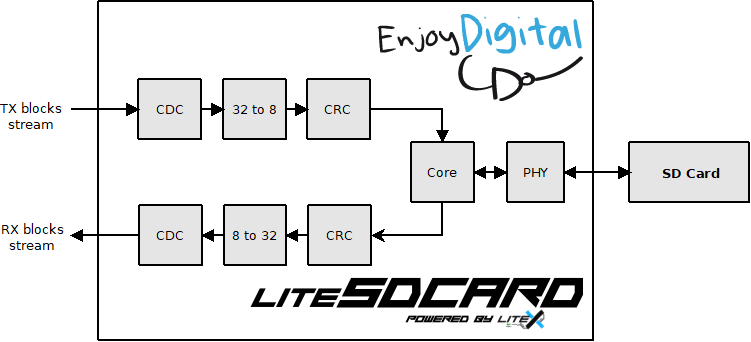 Enjoy Digital
TX blocks
stream
CDC
32 to 8
CRC
Core
PHY
SD Card
RX blocks
stream
CDC
8 to 32
CRC
LITESDCARD
POWERED BY LITEX